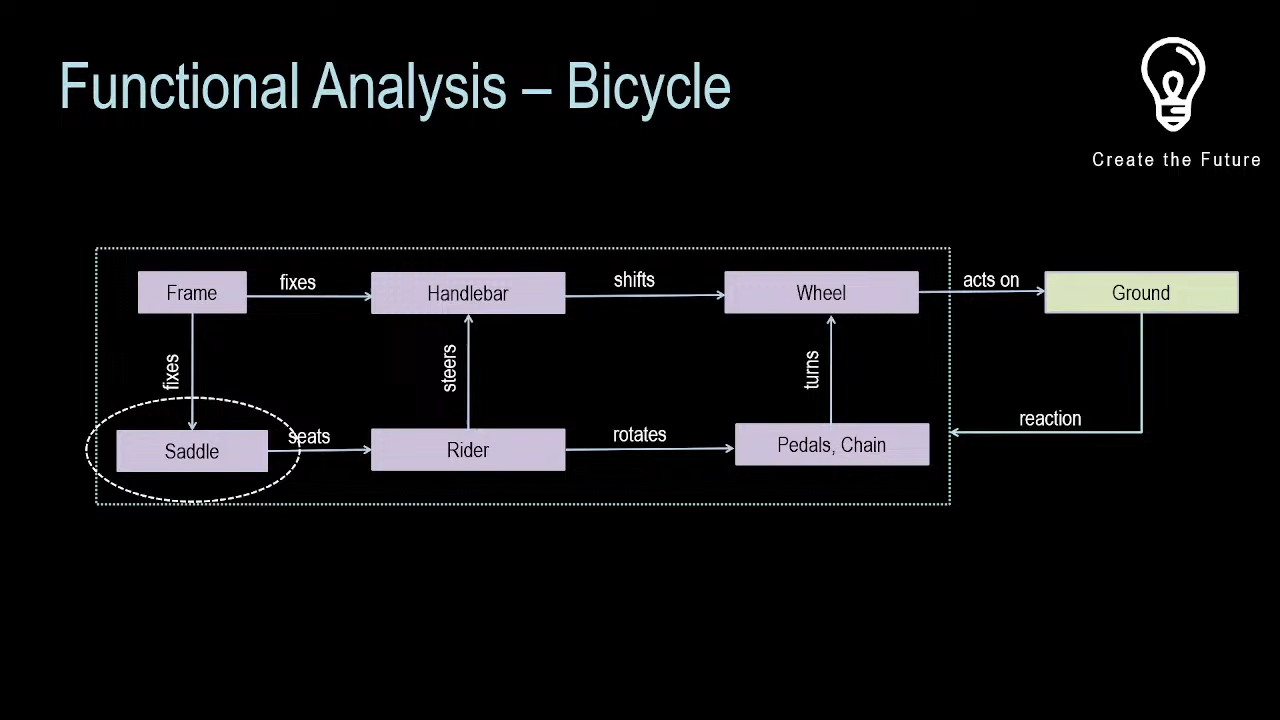 Functional Analysis – Bicycle
Create the Future
Frame
fixes
Handlebar
shifts
Wheel
acts on
Ground
fixes
steers
turns
reaction
Saddle
seats
Rider
rotates
Pedals, Chain